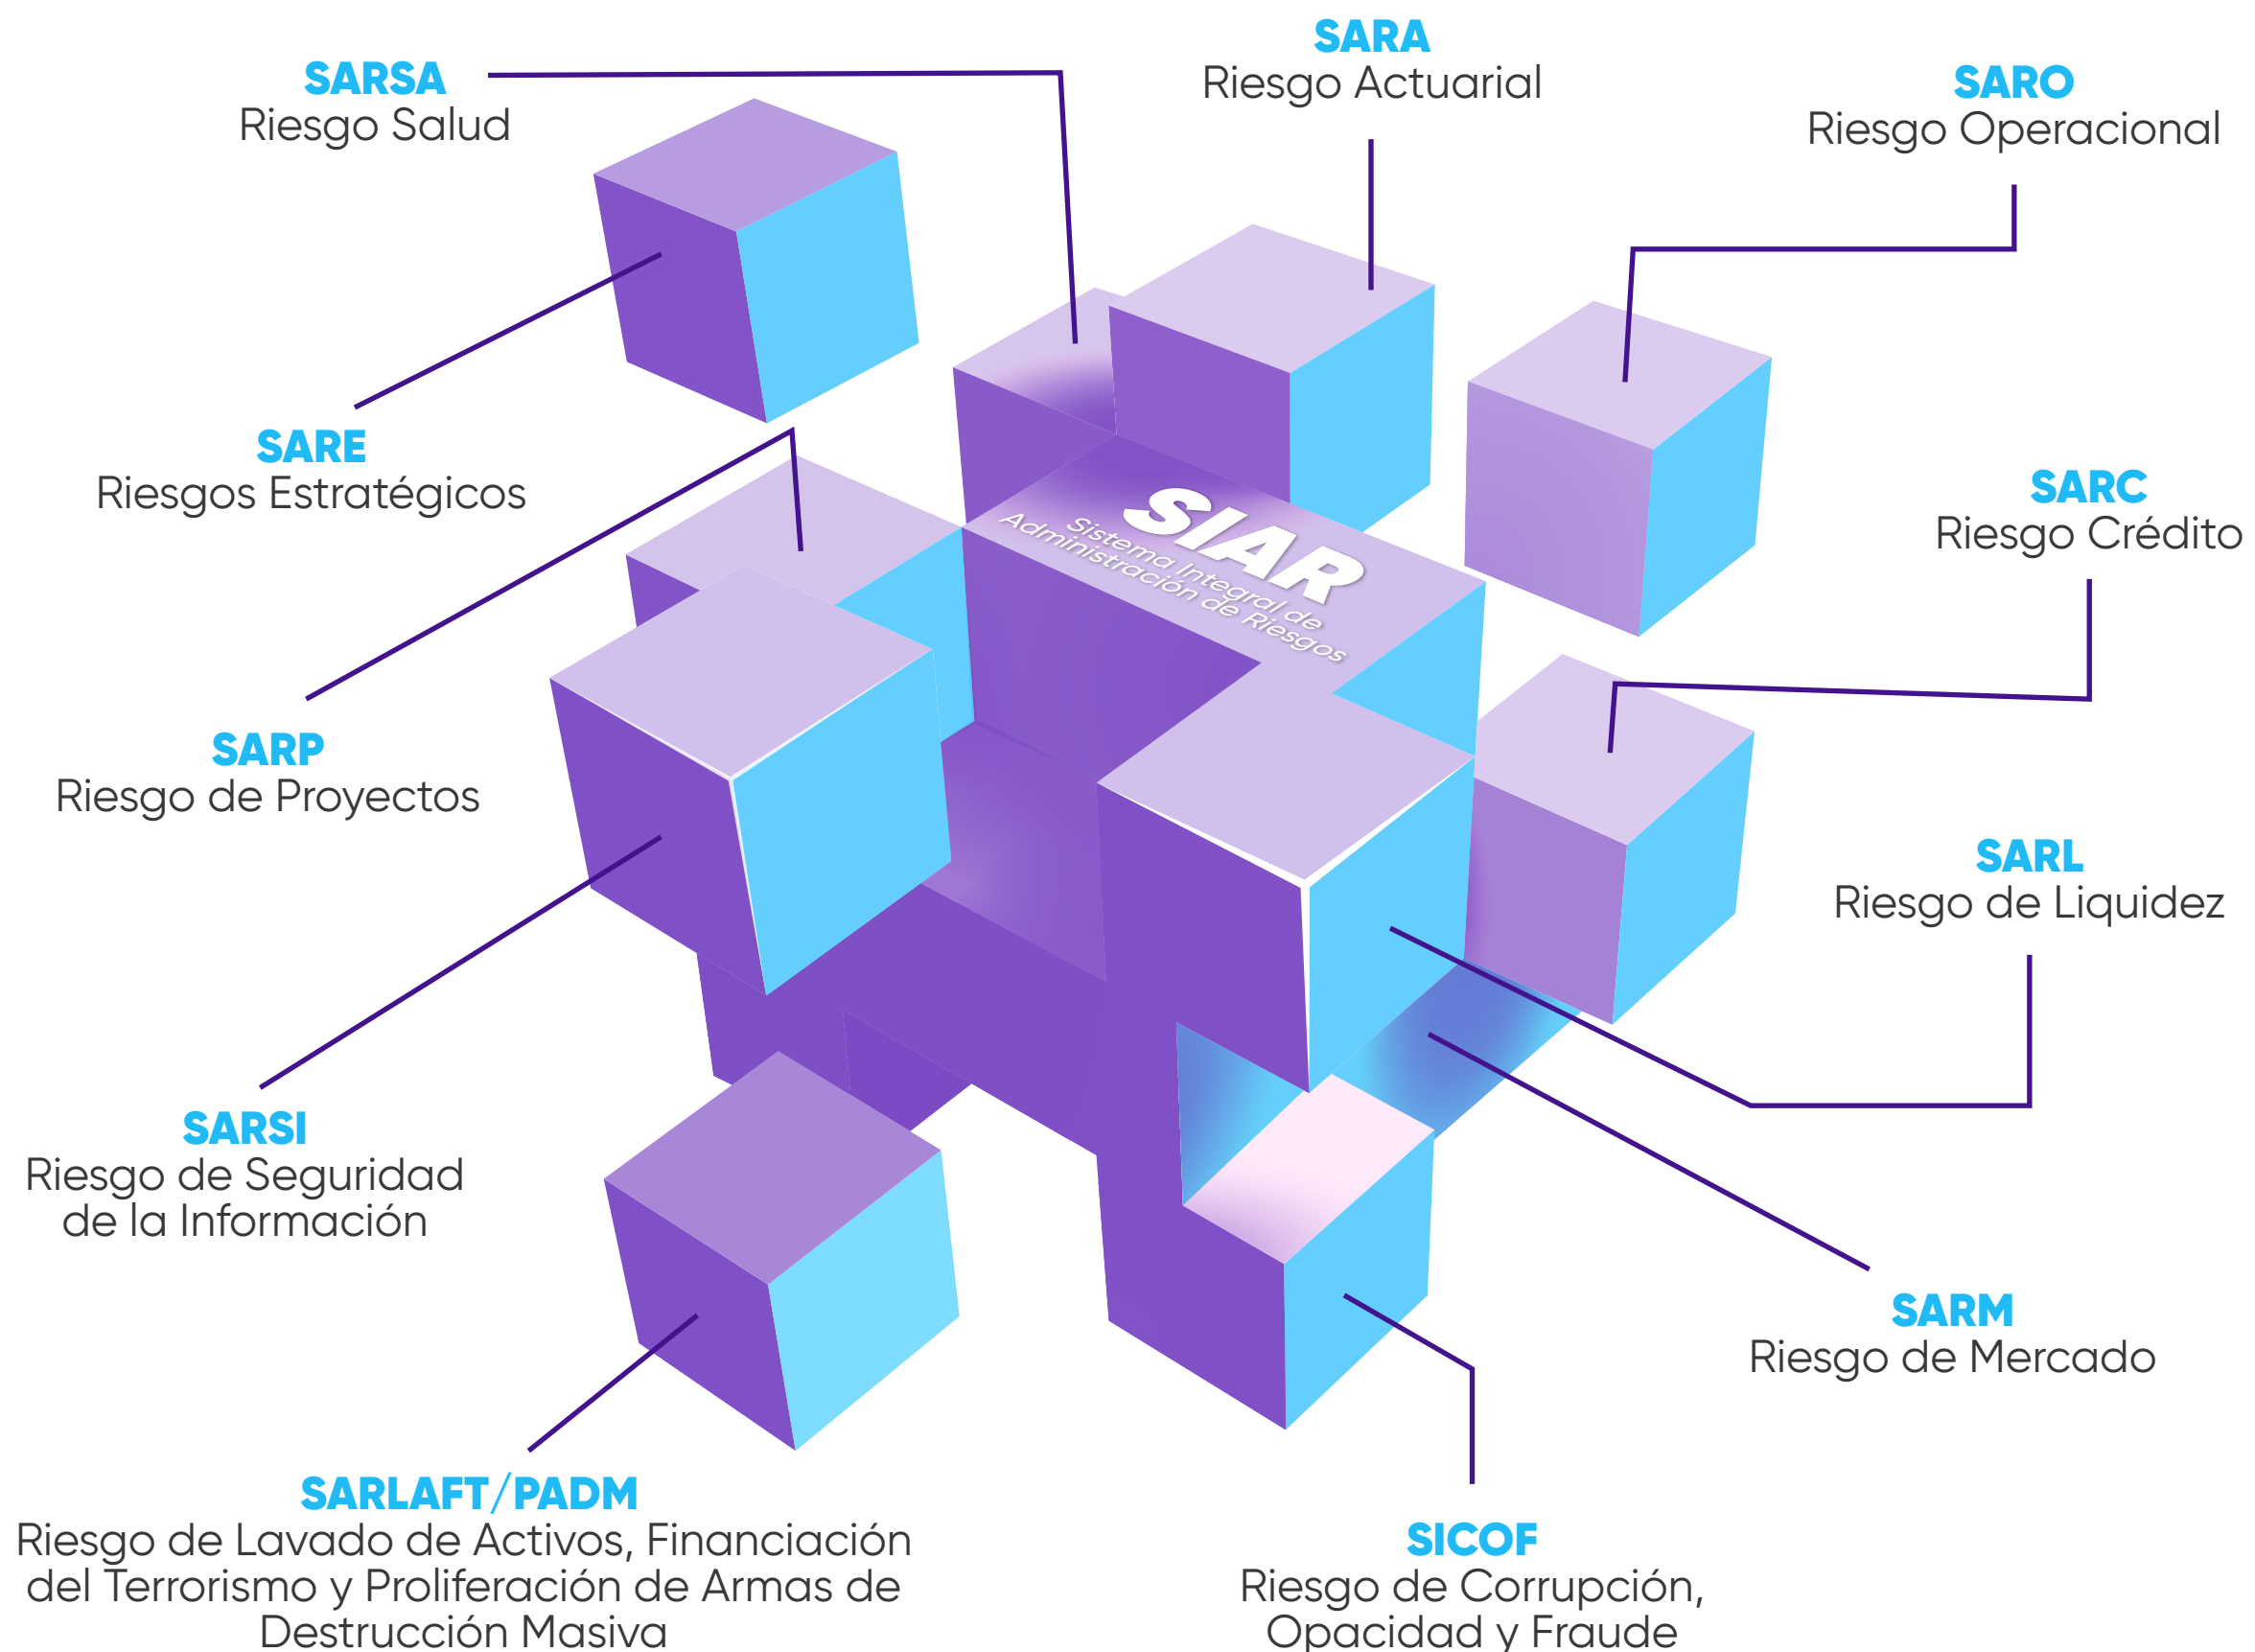 SARSA
Riesgo Salud
SARA
Riesgo Actuarial
SARO
Riesgo Operacional
SARE
Riesgos Estratégicos
SIAR
Sistema Integral de
Administración de Riesgos
SARC
Riesgo Crédito
SARP
Riesgo de Proyectos
SARL
Riesgo de Liquidez
SARSI
Riesgo de Seguridad
de la Información
SARM
Riesgo de Mercado
SARLAFT/PADM
Riesgo de Lavado de Activos, Financiación
del Terrorismo y Proliferación de Armas de
Destrucción Masiva
SICOF
Riesgo de Corrupción,
Opacidad y Fraude